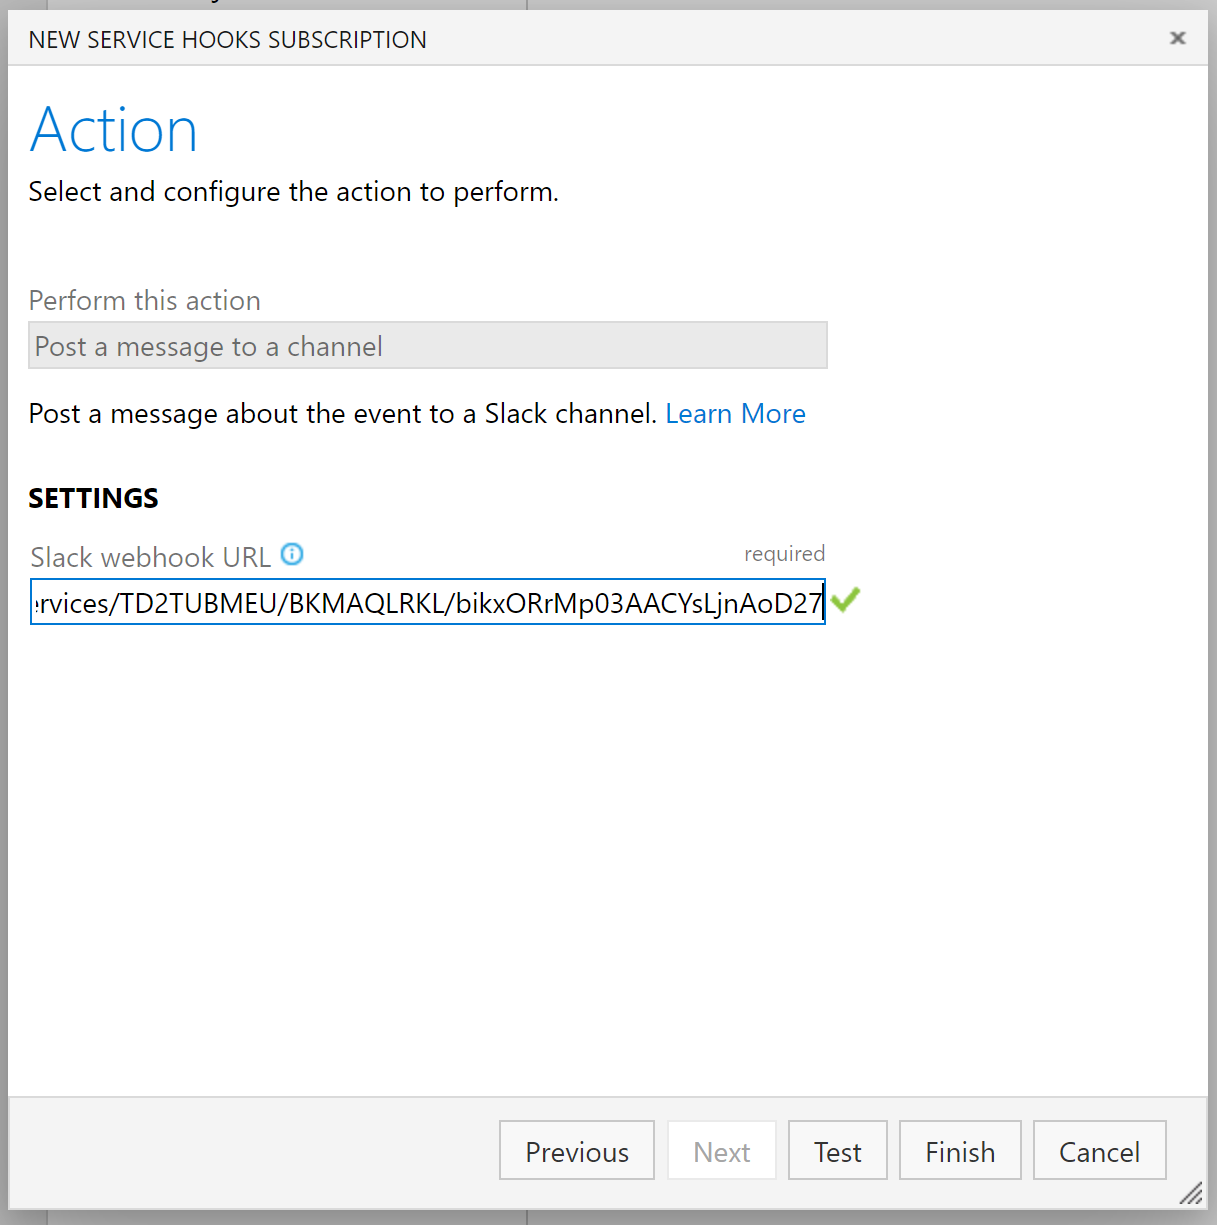 NEW SERVICE HOOKS SUBSCRIPTION
Action
Select and configure the action to perform.
Perform this action
Post a message to a channel
Post a message about the event to a Slack channel. Learn More
SETTINGS
Slack webhook URL
required
ervices/TD2TUBMEU/BKMAQLRKL/bikxORrMp03AACYsLjnAoD27
Previous
Next
Test
Finish
Cancel